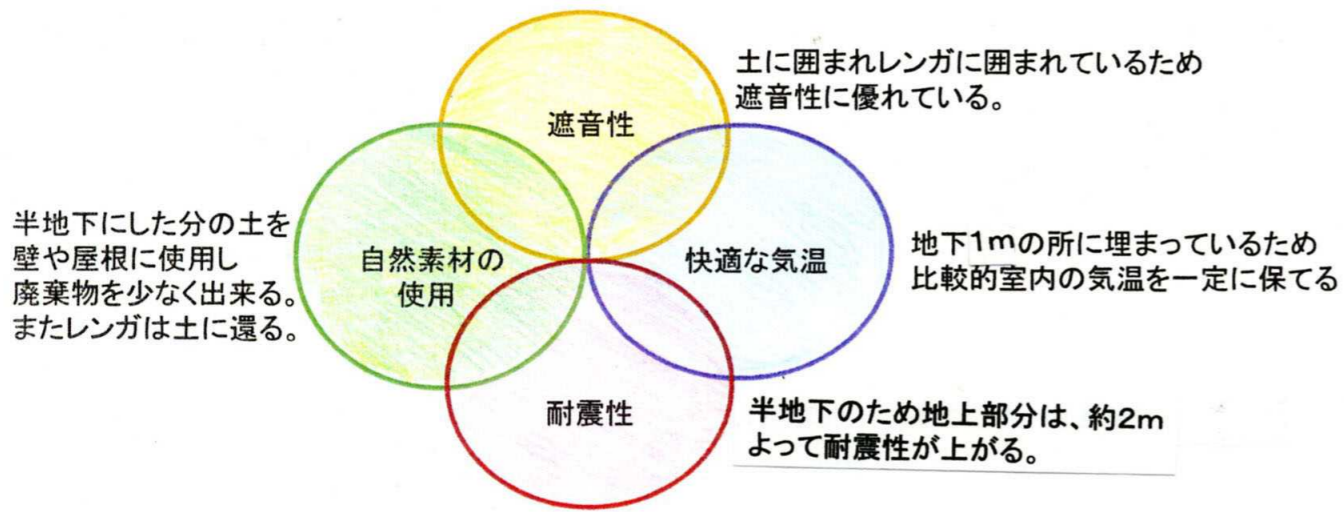 土に囲まれレンガに囲まれているため
遮音性に優れている。
遮音性
半地下にした分の土を
壁や屋根に使用し
廃棄物を少なく出来る。
またレンガは土に還る。
自然素材の
使用
快適な気温
地下1mの所に埋まっているため
比較的室内の気温を一定に保てる
耐震性
半地下のため地上部分は、約2m
よって耐震性が上がる。